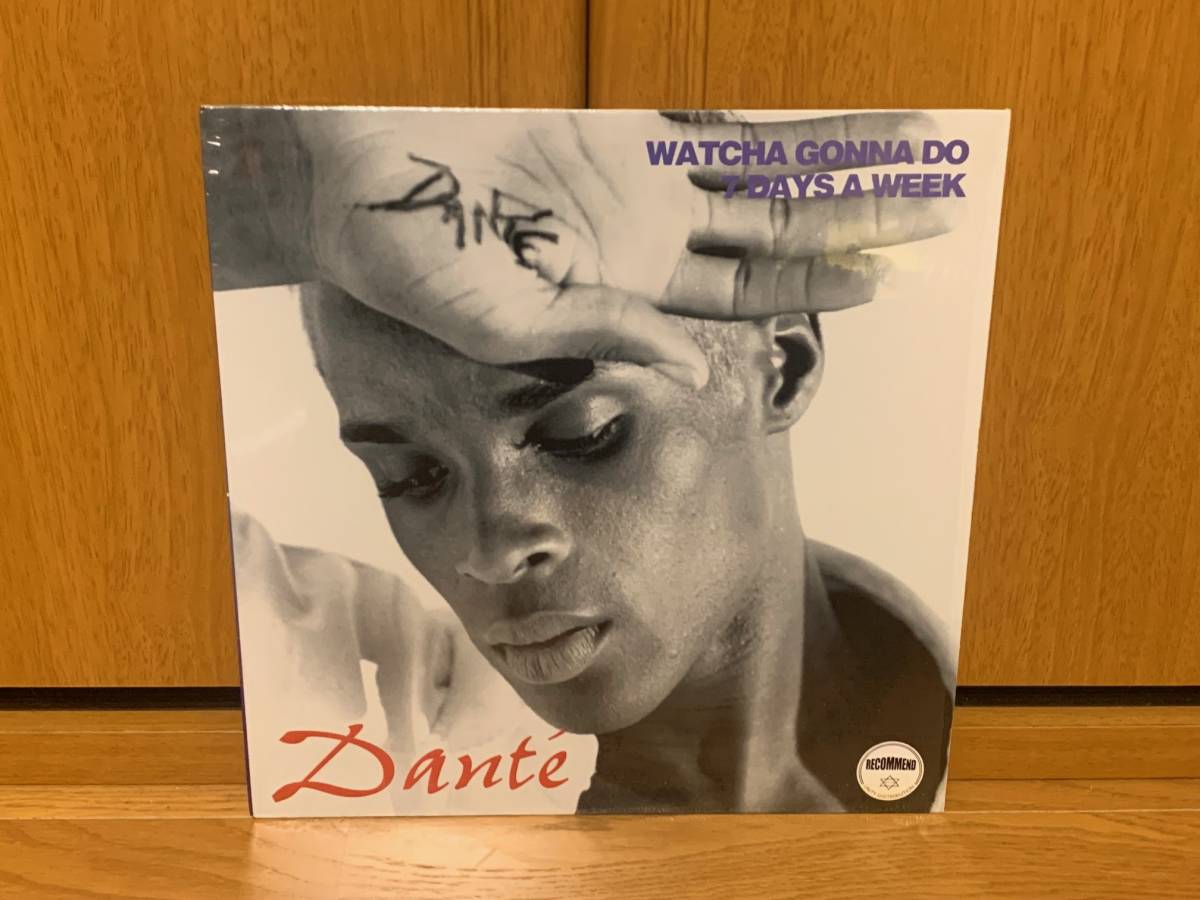 WATCHA GONNA DO
7 DAYS A WEEK
DANTE
Danté
RECOMMEND